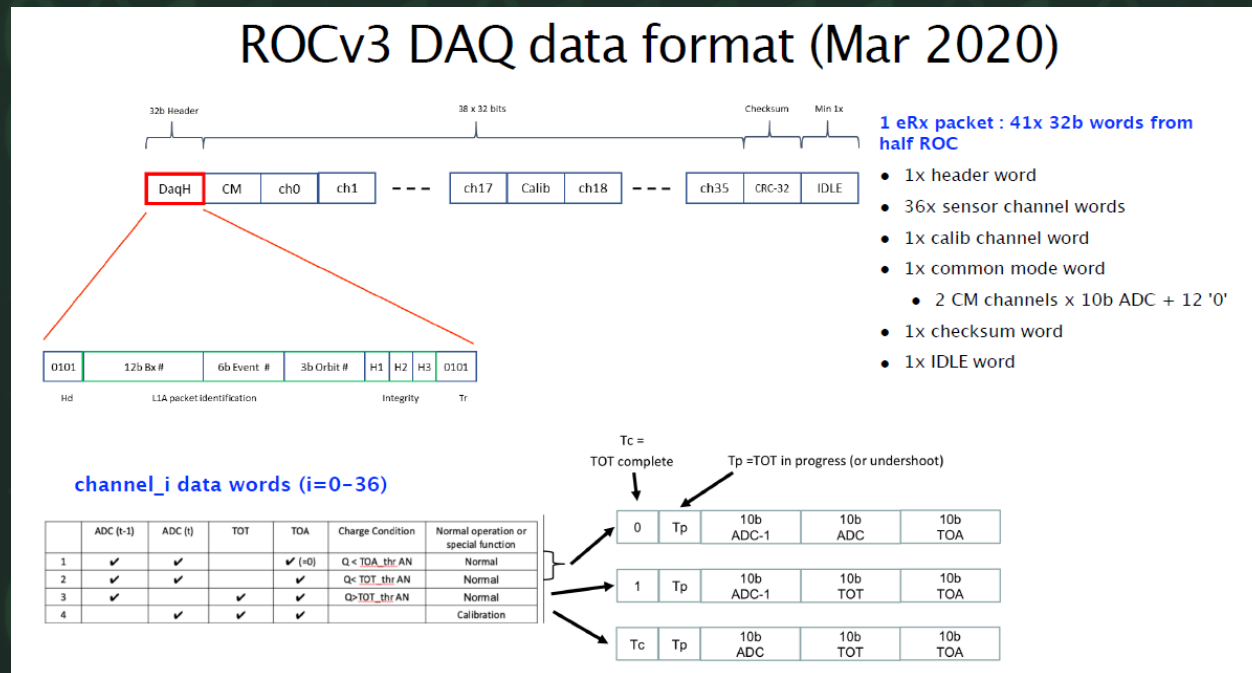 ROCv3 DAQ data format (Mar 2020)
32b Header
38 x 32 bits
Checksum
Min 1x
DaqH CM ch0 ch1 ch17 Calib ch18 ch35 CRC-32 IDLE
1 eRx packet : 41x 32b words from
half ROC
● 1x header word
● 36x sensor channel words
● 1x calib channel word
● 1x common mode word
● 2 CM channels x 10b ADC + 12 '0'
● 1x checksum word
● 1x IDLE word
0101 12b Bx # 6b Event # 3b Orbit # H1 H2 H3 0101
Hd L1A packet identification Integrity Tr
channel_i data words (i=0-36)
ADC (t-1) ADC (t) TOT TOA Charge Condition Normal operation or
special function
1 ✔ ✔ ✔ (=0) Q < TOA_thr AN Normal
2 ✔ ✔ ✔ Q< TOT_thr AN Normal
3 ✔ ✔ ✔ Q>TOT_thr AN Normal
4 ✔ ✔ ✔ Calibration
Tc =
TOT complete
Tp =TOT in progress (or undershoot)
0 Tp 10b ADC-1 10b ADC 10b TOA
1 Tp 10b ADC-1 10b TOT 10b TOA
Tc Tp 10b ADC 10b TOT 10b TOA